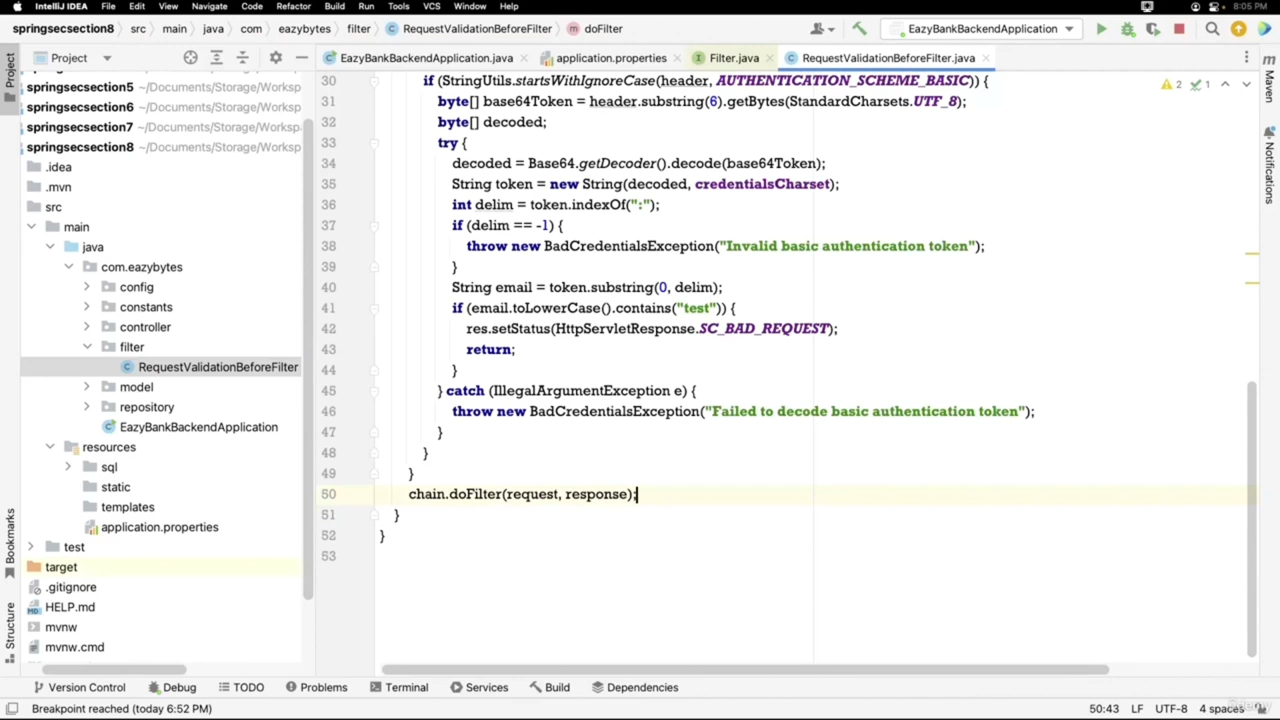 IntelliJ IDEA File Edit View Navigate Code Refactor Build Run Tools VCS Window Help 8:05 PM
springsecsection8 src main java com eazybytes filter RequestValidationBeforeFilter doFilter EazyBankBackendApplication
Project EazyBankBackendApplication.java application.properties Filter.java RequestValidationBeforeFilter.java
Project
Maven
Notifications
Bookmarks
Structure
springsecsection5 ~/Documents/Storage/Worksp
springsecsection6 ~/Documents/Storage/Worksp
springsecsection7 ~/Documents/Storage/Worksp
springsecsection8 ~/Documents/Storage/Worksp
.idea
.mvn
src
main
java
com.eazybytes
config
constants
controller
filter
RequestValidationBeforeFilter
model
repository
EazyBankBackendApplication
resources
sql
static
templates
application.properties
test
target
.gitignore
HELP.md
mvnw
mvnw.cmd
2 1
30 if (StringUtils.startsWithIgnoreCase(header, AUTHENTICATION_SCHEME_BASIC)) {
31 byte[] base64Token = header.substring(6).getBytes(StandardCharsets.UTF_8);
32 byte[] decoded;
33 try {
34 decoded = Base64.getDecoder().decode(base64Token);
35 String token = new String(decoded, credentialsCharset);
36 int delim = token.indexOf(":");
37 if (delim == -1) {
38 throw new BadCredentialsException("Invalid basic authentication token");
39 }
40 String email = token.substring(0, delim);
41 if (email.toLowerCase().contains("test")) {
42 res.setStatus(HttpServletResponse.SC_BAD_REQUEST);
43 return;
44 }
45 } catch (IllegalArgumentException e) {
46 throw new BadCredentialsException("Failed to decode basic authentication token");
47 }
48 }
49 }
50 chain.doFilter(request, response);
51 }
52 }
53
Version Control Debug TODO Problems Terminal Services Build Dependencies
Breakpoint reached (today 6:52 PM) 50:43 LF UTF-8 4 spaces
Udemy